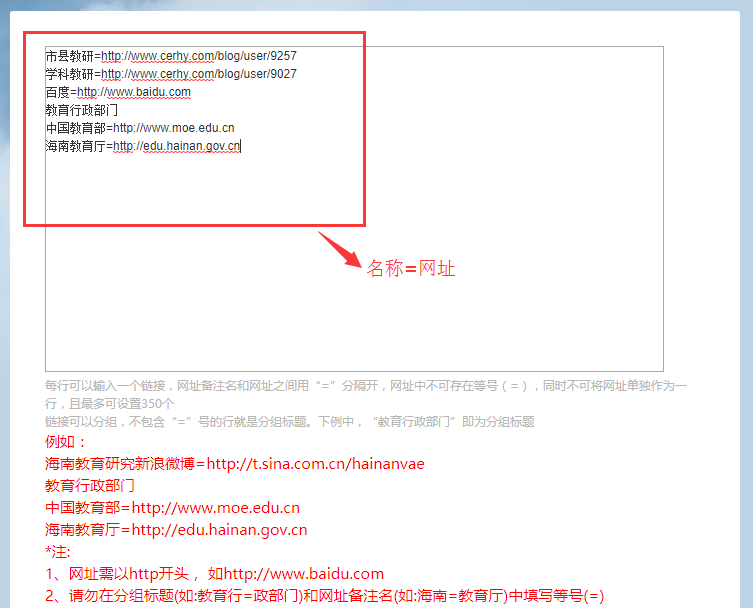 市县教研=http://www.cerhy.com/blog/user/9257
学科教研=http://www.cerhy.com/blog/user/9027
百度=http://www.baidu.com
教育行政部门
中国教育部=http://www.moe.edu.cn
海南教育厅=http://edu.hainan.gov.cn
名称=网址
每行可以输入一个链接，网址备注名和网址之间用“=”分隔开，网址中不可存在等号（=），同时不可将网址单独作为一
行，且最多可设置350个
链接可以分组，不包含“=”号的行就是分组标题。下例中，“教育行政部门”即为分组标题
例如：
海南教育研究新浪微博=http://t.sina.com.cn/hainanvae
教育行政部门
中国教育部=http://www.moe.edu.cn
海南教育厅=http://edu.hainan.gov.cn
*注:
1、网址需以http开头 ，如http://www.baidu.com
2、请勿在分组标题(如:教育行=政部门)和网址备注名(如:海南=教育厅)中填写等号(=)